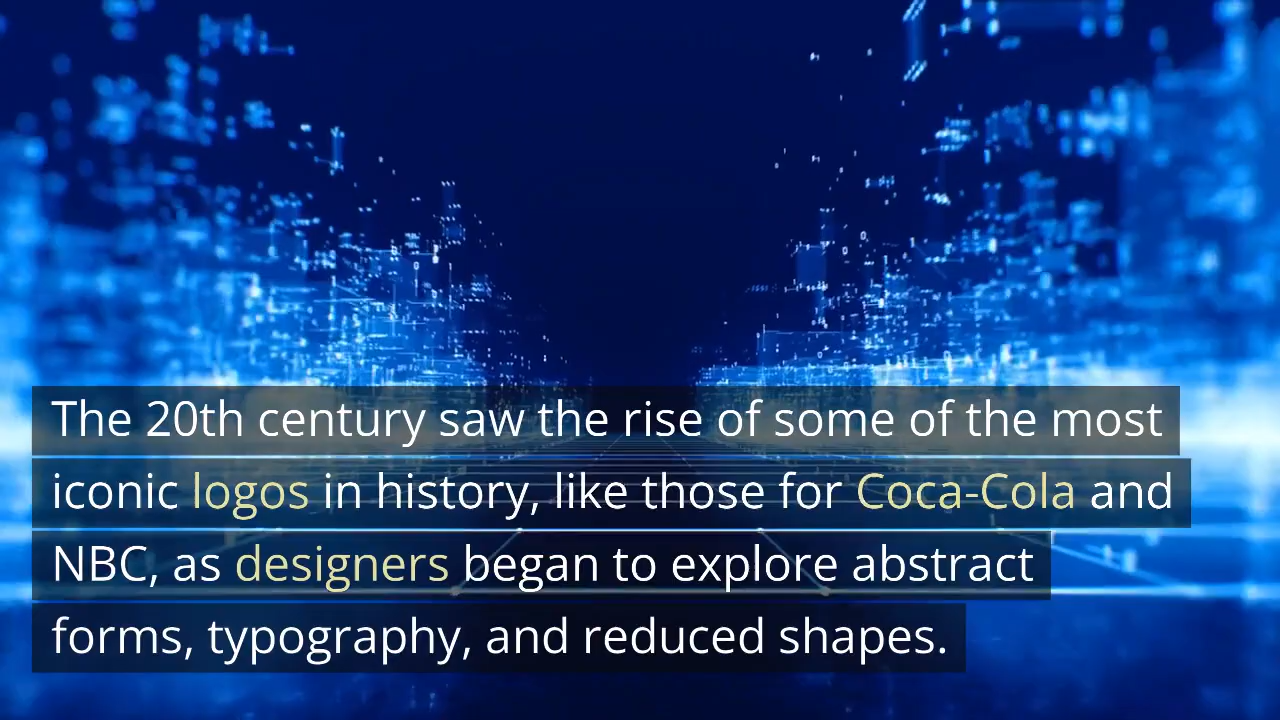 The 20th century saw the rise of some of the most
iconic logos in history, like those for Coca-Cola and
NBC, as designers began to explore abstract
forms, typography, and reduced shapes.